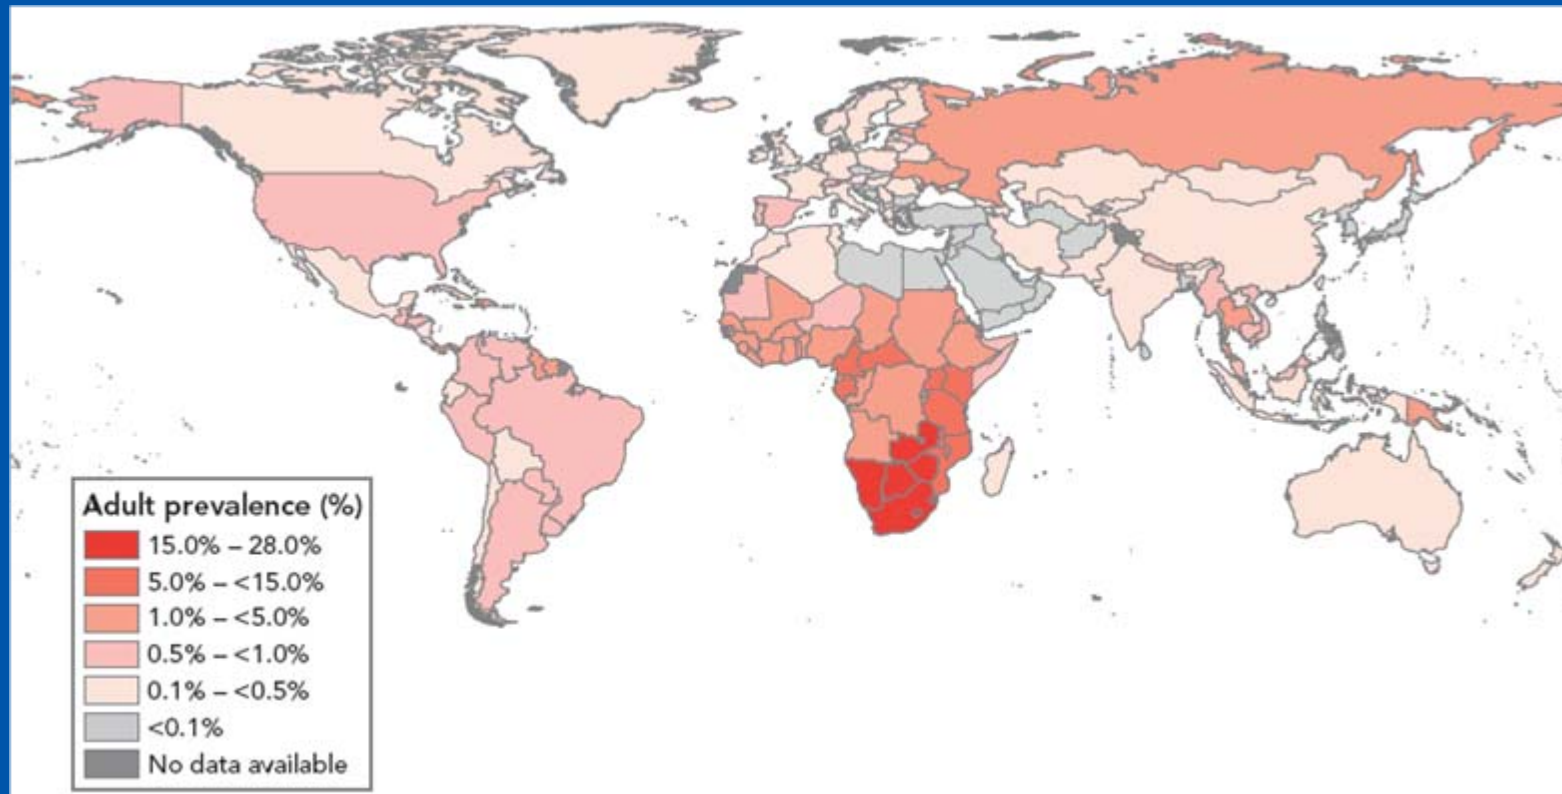 Adult prevalence (%)
15.0% – 28.0%
5.0% – <15.0%
1.0% – <5.0%
0.5% – <1.0%
0.1% – <0.5%
<0.1%
No data available